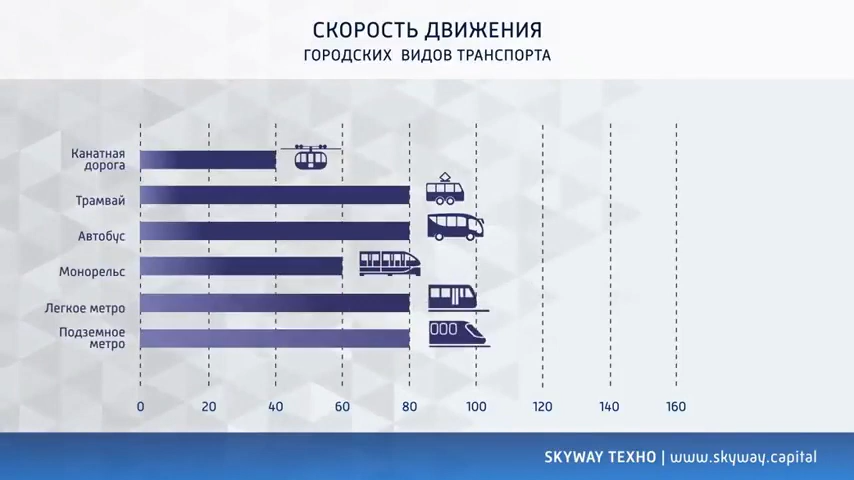 СКОРОСТЬ ДВИЖЕНИЯ
ГОРОДСКИХ ВИДОВ ТРАНСПОРТА
Канатная
дорога
Трамвай
Автобус
Монорельс
Легкое метро
Подземное
метро
0 20 40 60 80 100 120 140 160
SKYWAY ТЕХНО | www.skyway.capital